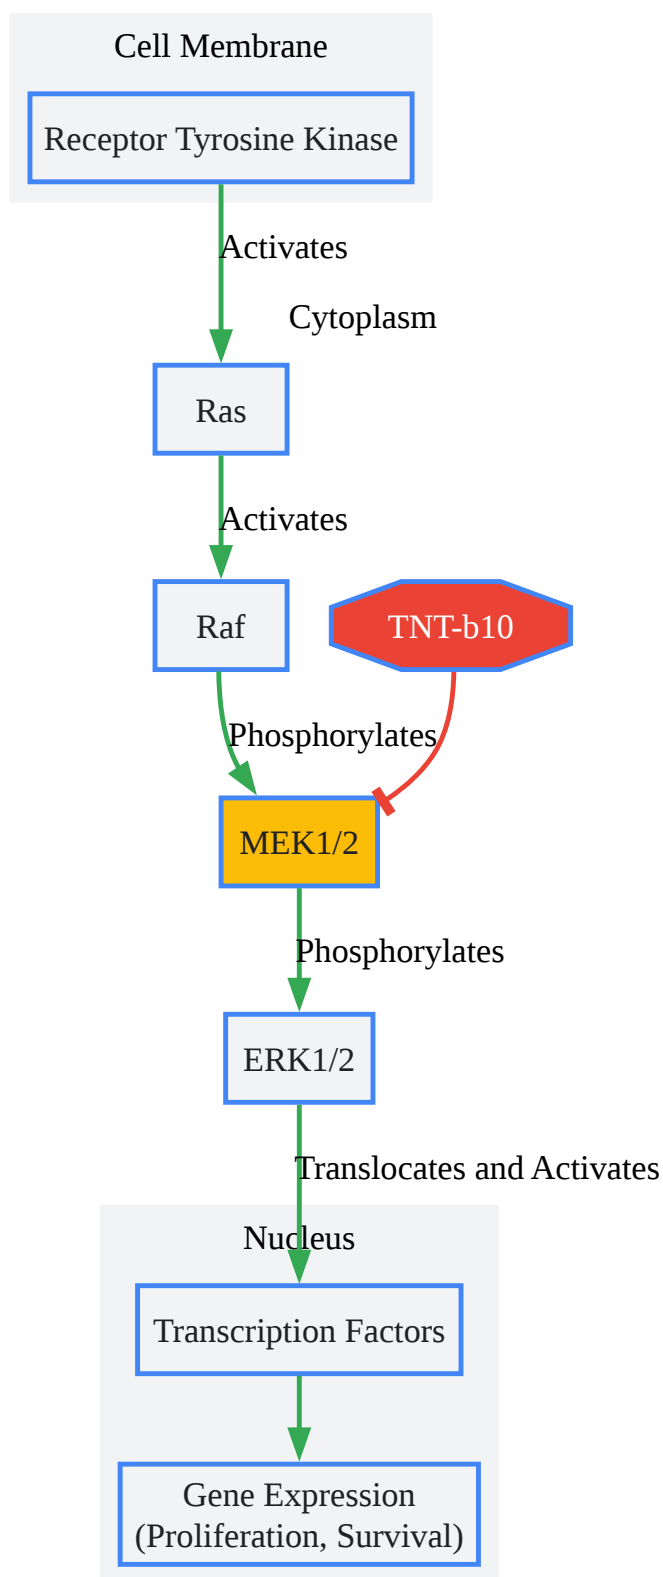 Cell Membrane
Receptor Tyrosine Kinase
Activates
Cytoplasm
Ras
Activates
Raf
TNT-b10
Phosphorylates
MEK1/2
Phosphorylates
ERK1/2
Translocates and Activates
Nucleus
Transcription Factors
Gene Expression
(Proliferation, Survival)